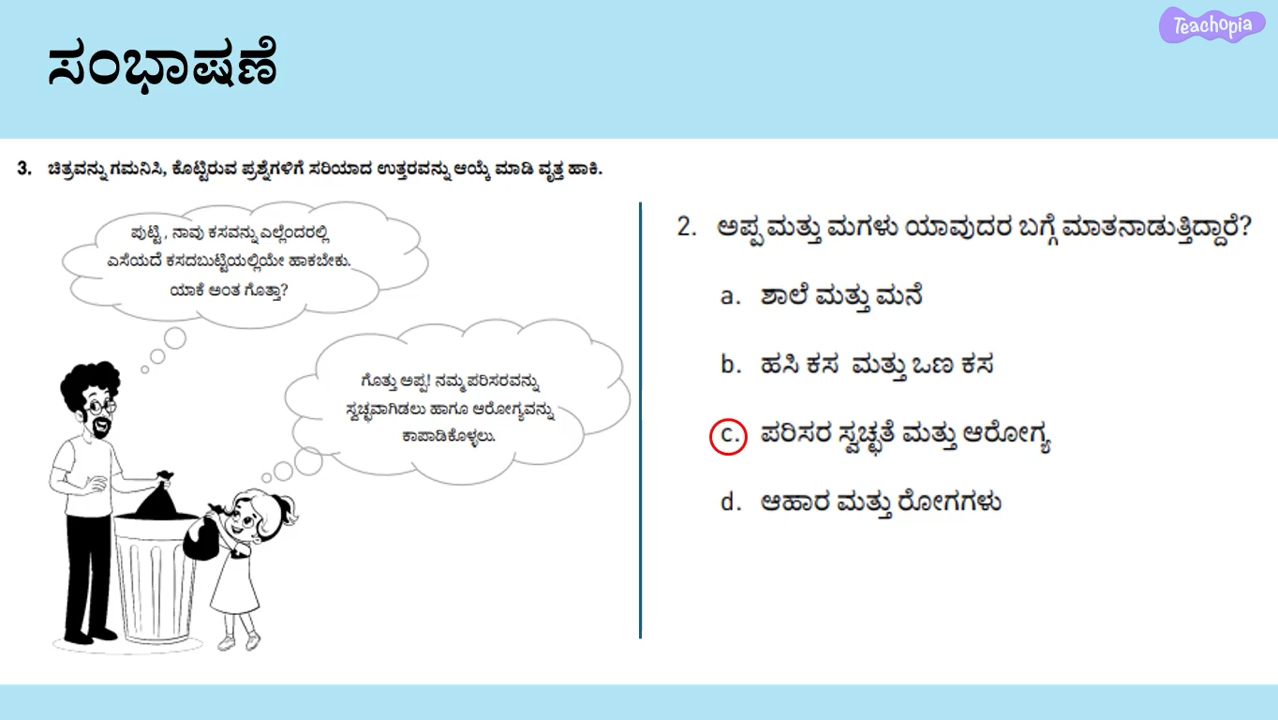 Teachopia
ಸಂಭಾಷಣೆ
3. ಚಿತ್ರವನ್ನು ಗಮನಿಸಿ, ಕೊಟ್ಟಿರುವ ಪ್ರಶ್ನೆಗಳಿಗೆ ಸರಿಯಾದ ಉತ್ತರವನ್ನು ಆಯ್ಕೆ ಮಾಡಿ ವೃತ್ತ ಹಾಕಿ.
ಪುಟ್ಟಿ , ನಾವು ಕಸವನ್ನು ಎಲ್ಲೆಂದರಲ್ಲಿ
ಎಸೆಯದೆ ಕಸದಬುಟ್ಟಿಯಲ್ಲಿಯೇ ಹಾಕಬೇಕು.
ಯಾಕೆ ಅಂತ ಗೊತ್ತಾ?
ಗೊತ್ತು ಅಪ್ಪ! ನಮ್ಮ ಪರಿಸರವನ್ನು
ಸ್ವಚ್ಛವಾಗಿಡಲು ಹಾಗೂ ಆರೋಗ್ಯವನ್ನು
ಕಾಪಾಡಿಕೊಳ್ಳಲು.
2. ಅಪ್ಪ ಮತ್ತು ಮಗಳು ಯಾವುದರ ಬಗ್ಗೆ ಮಾತನಾಡುತ್ತಿದ್ದಾರೆ?
a. ಶಾಲೆ ಮತ್ತು ಮನೆ
b. ಹಸಿ ಕಸ ಮತ್ತು ಒಣ ಕಸ
c. ಪರಿಸರ ಸ್ವಚ್ಛತೆ ಮತ್ತು ಆರೋಗ್ಯ
d. ಆಹಾರ ಮತ್ತು ರೋಗಗಳು